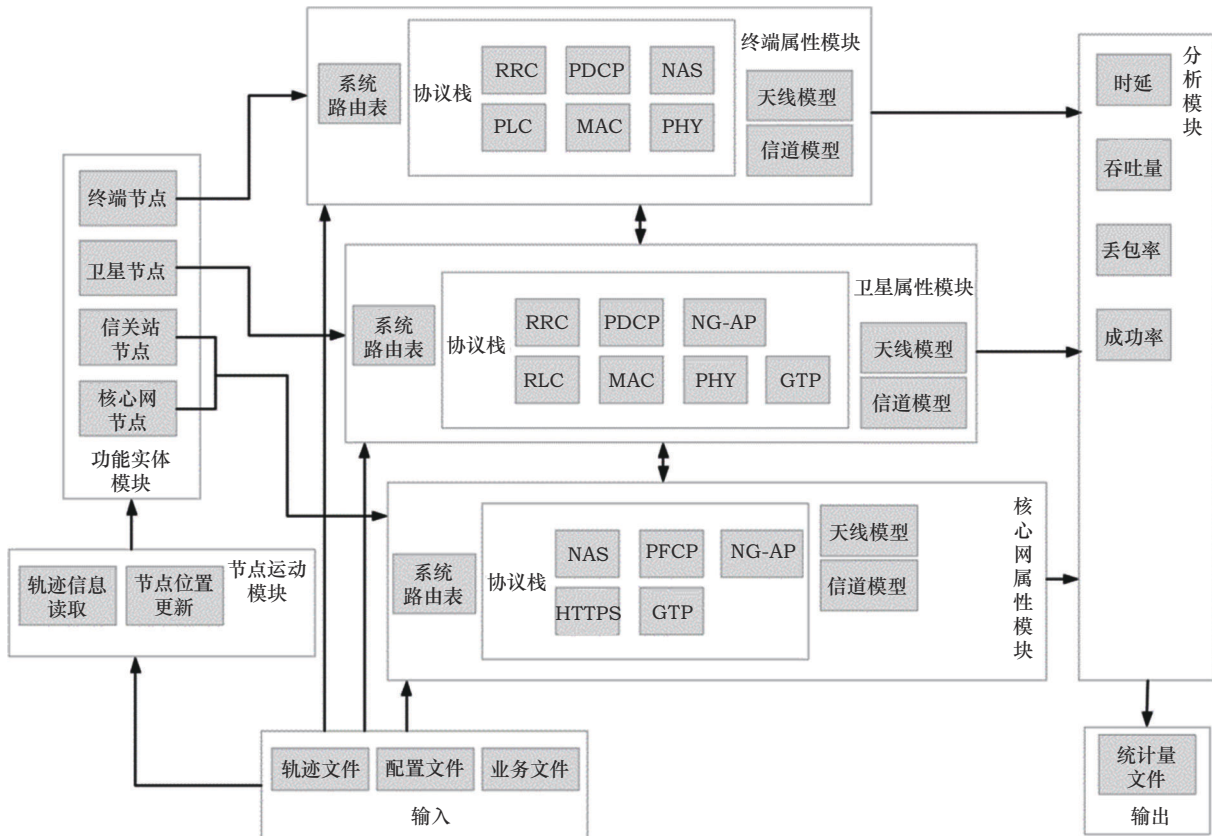 终端属性模块
系统
路由表
协议栈
RRC
PDCP
NAS
PLC
MAC
PHY
天线模型
信道模型
分析模块
时延
吞吐量
丢包率
成功率
终端节点
卫星节点
信关站
节点
核心网
节点
功能实体
模块
卫星属性模块
系统
路由表
协议栈
RRC
PDCP
NG-AP
RLC
MAC
PHY
GTP
天线模型
信道模型
核心网属性模块
系统
路由表
协议栈
NAS
PFCP
NG-AP
HTTPS
GTP
天线模型
信道模型
轨迹信息
读取
节点位置
更新
节点运动
模块
轨迹文件
配置文件
业务文件
输入
统计量
文件
输出